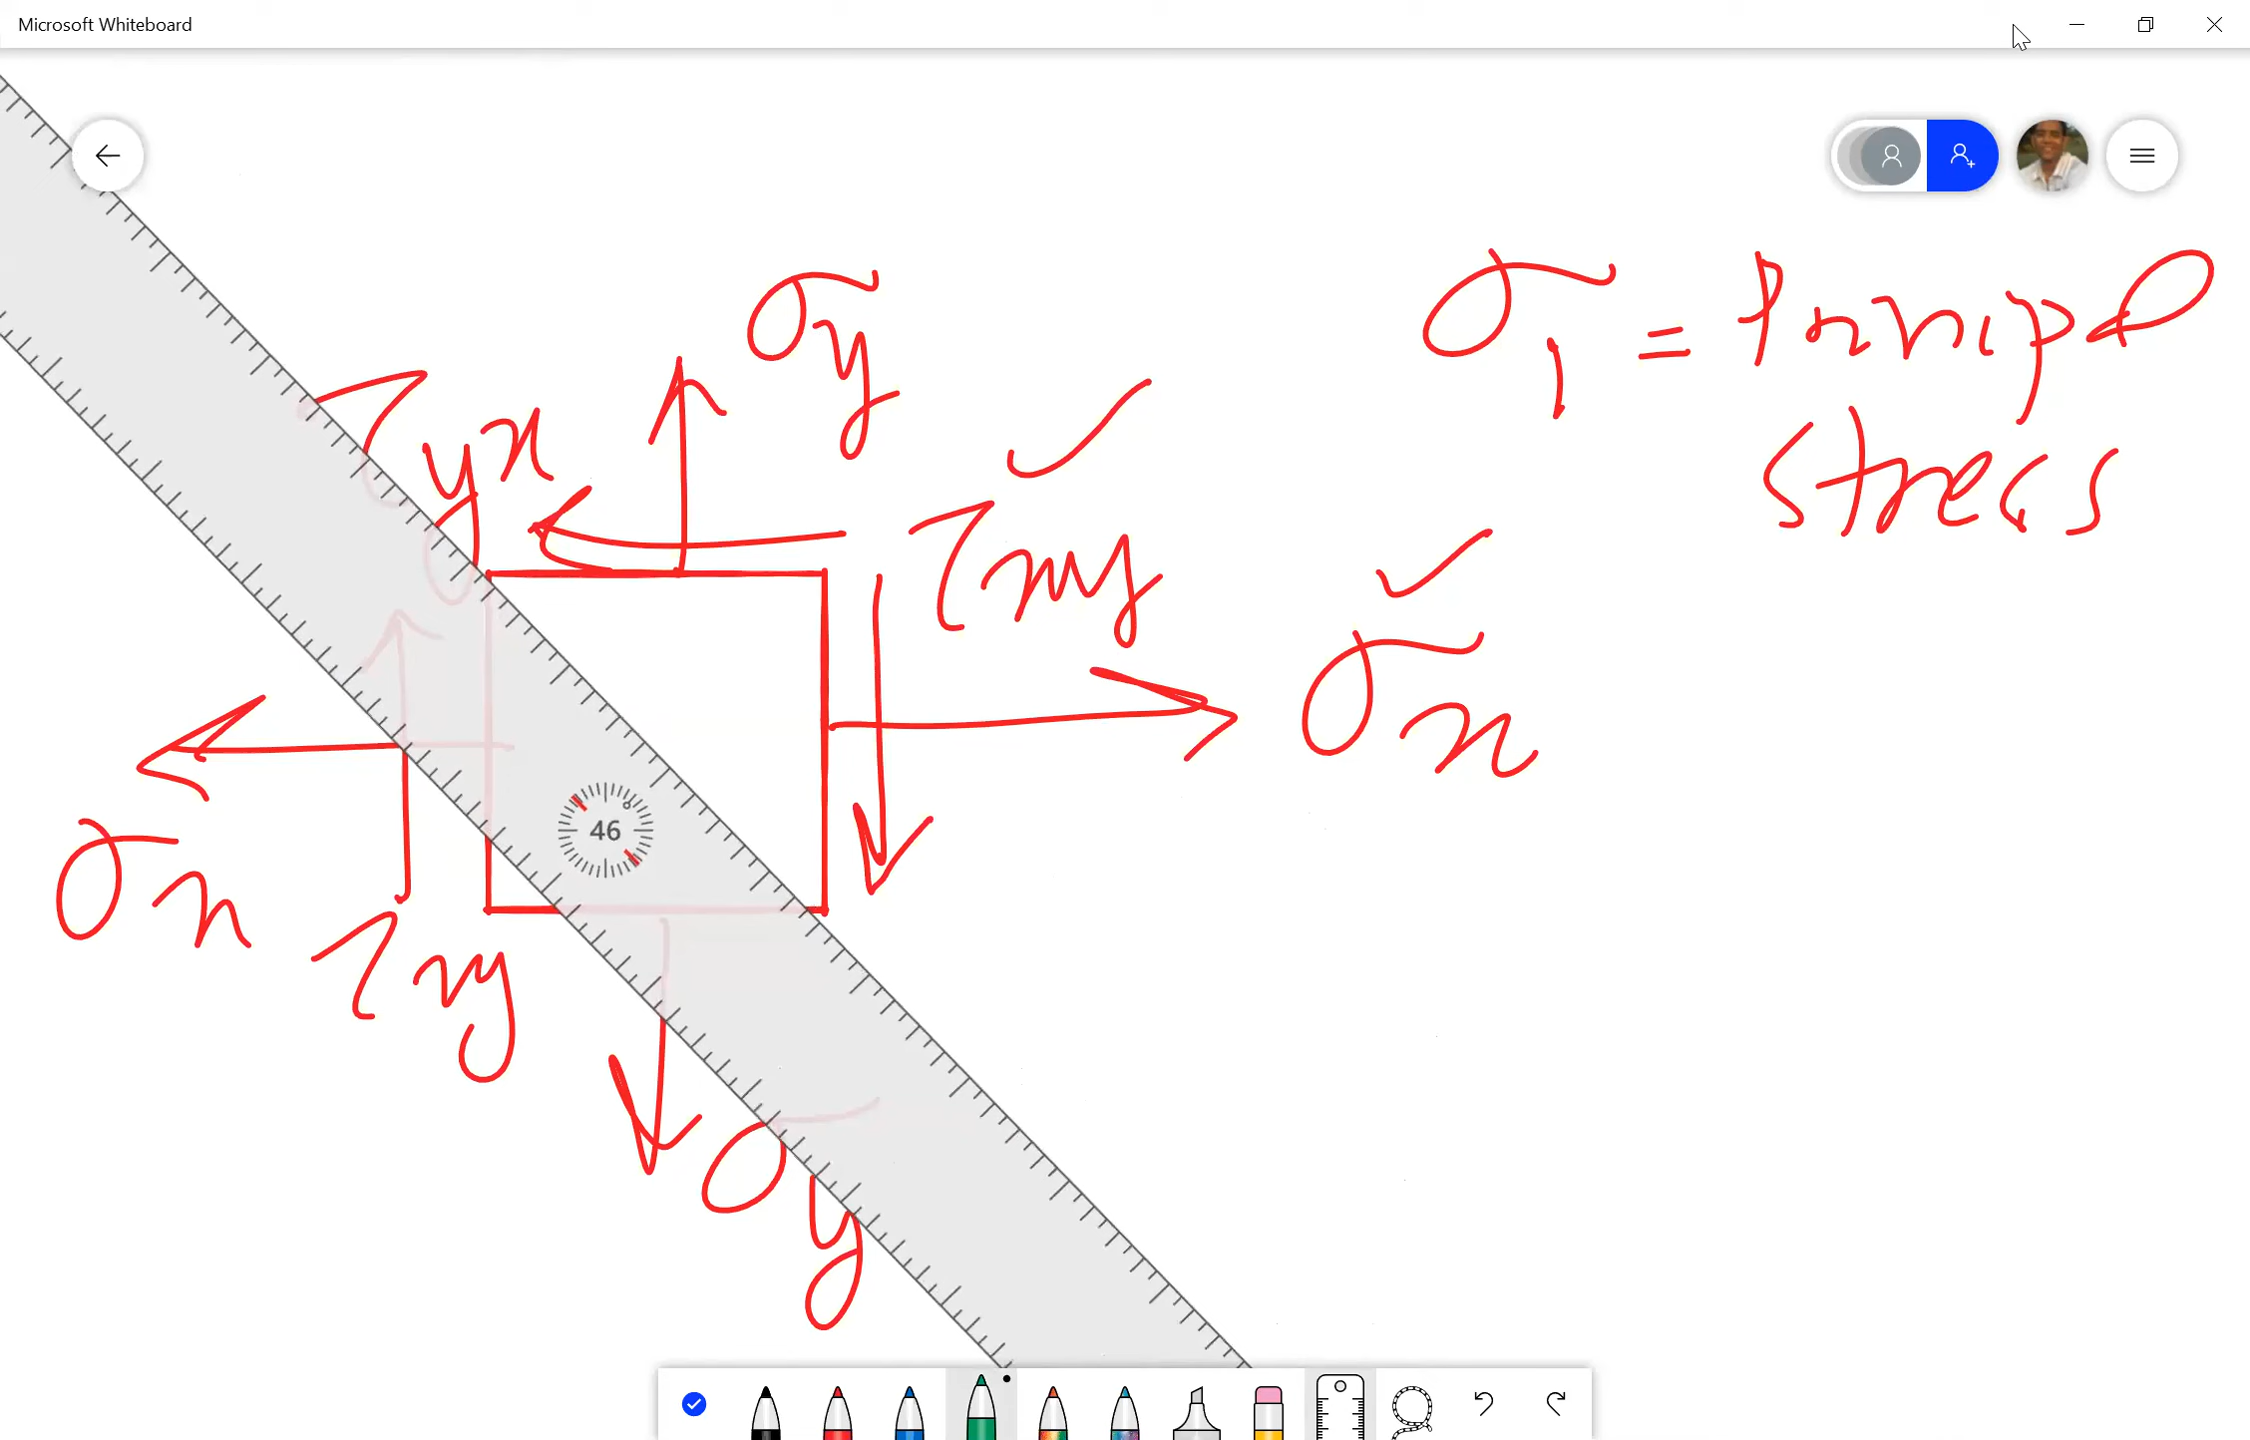 Microsoft Whiteboard
σy
σ1 = Principal
stress
τyx
τxy
σx
46
σx
τxy
σy